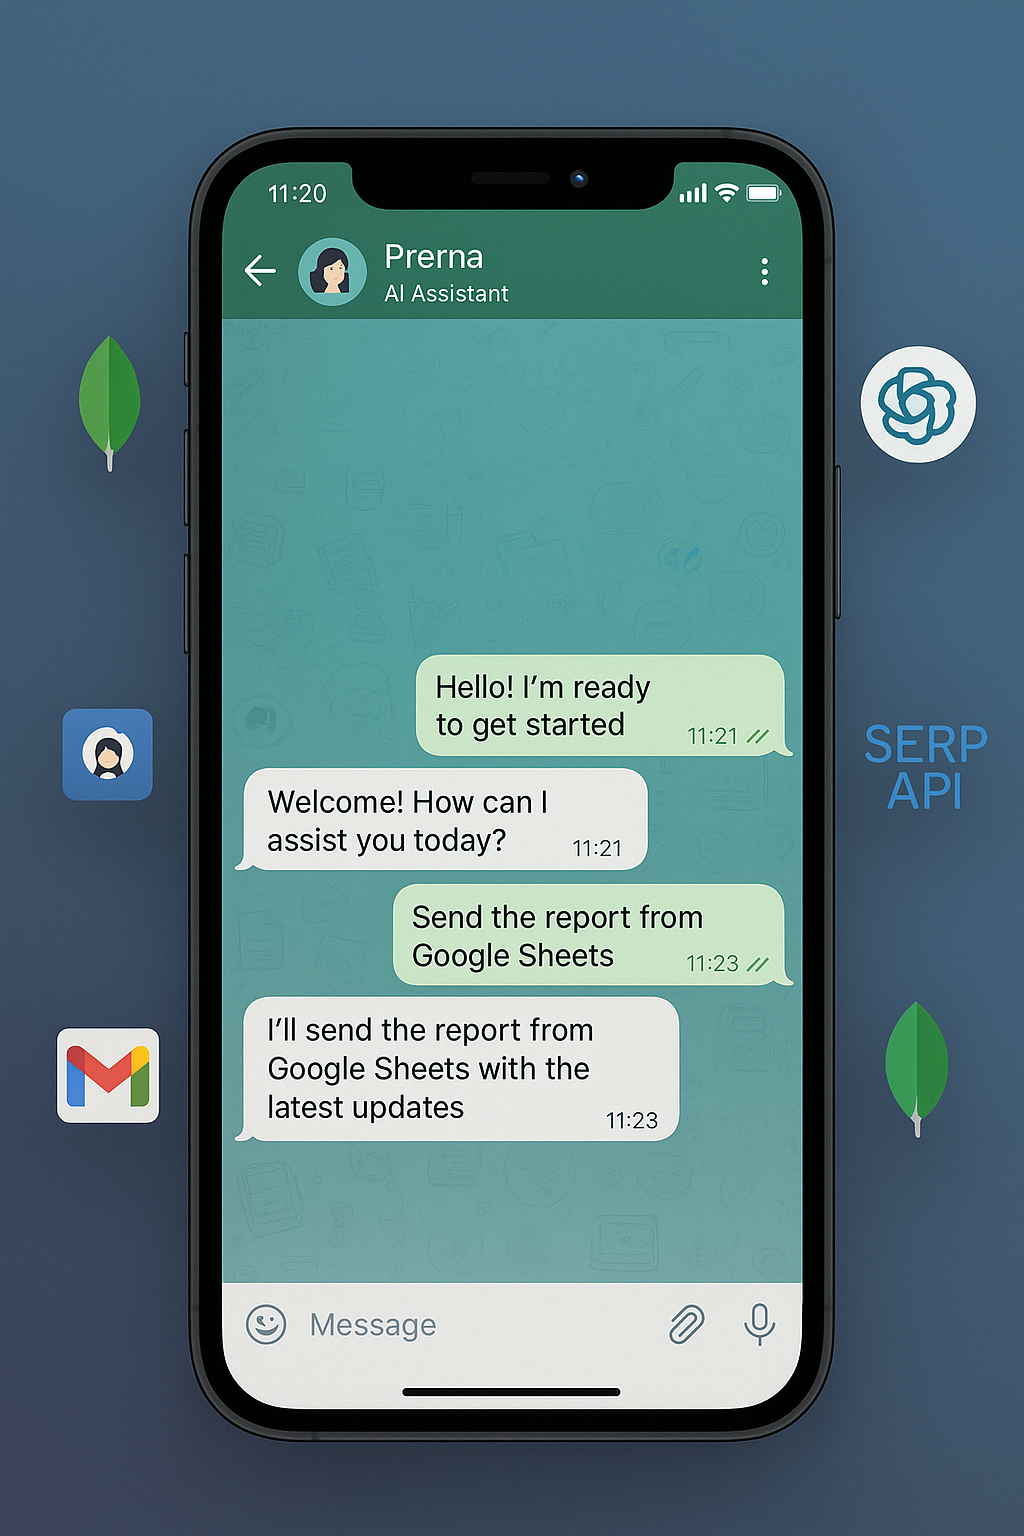 11:20
Prerna
AI Assistant
Hello! I’m ready
to get started
11:21
Welcome! How can I
assist you today?
11:21
SERP
API
Send the report from
Google Sheets
11:23
I’ll send the report from
Google Sheets with the
latest updates
11:23
Message